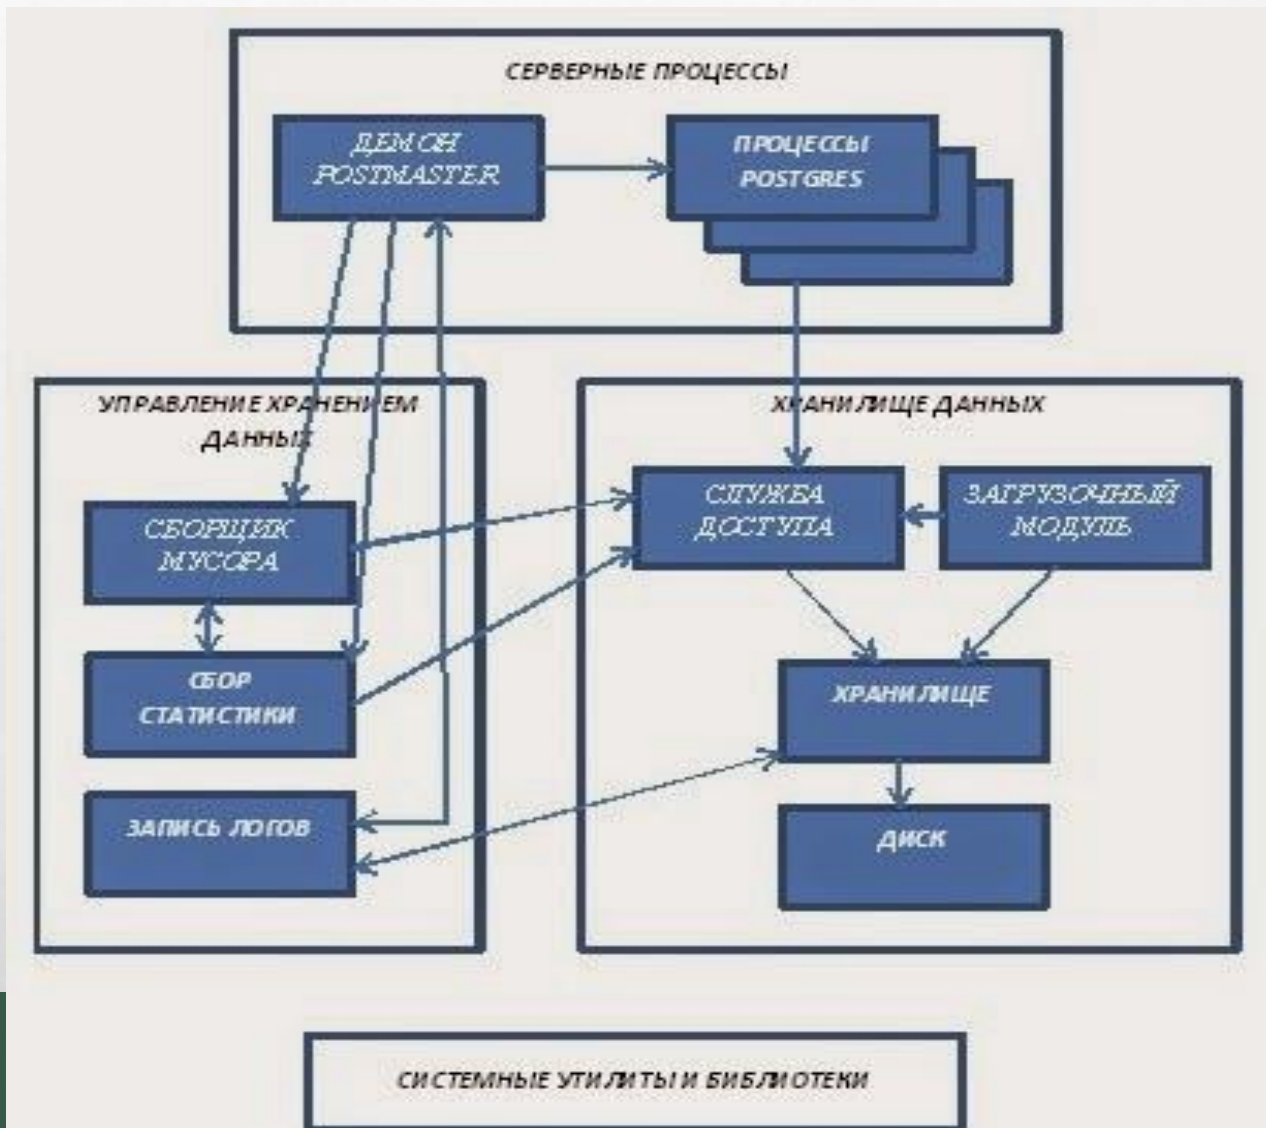 СЕРВЕРНЫЕ ПРОЦЕССЫ
ДЕМОН
POSTMASTER
ПРОЦЕССЫ
POSTGRES
УПРАВЛЕНИЕ ХРАНЕНИЕМ
ДАННЫХ
ХРАНИЛИЩЕ ДАННЫХ
СБОРЩИК
МУСОРА
СЛУЖБА
ДОСТУПА
ЗАГРУЗОЧНЫЙ
МОДУЛЬ
СБОР
СТАТИСТИКИ
ХРАНИЛИЩЕ
ЗАПИСЬ ЛОГОВ
ДИСК
СИСТЕМНЫЕ УТИЛИТЫ И БИБЛИОТЕКИ